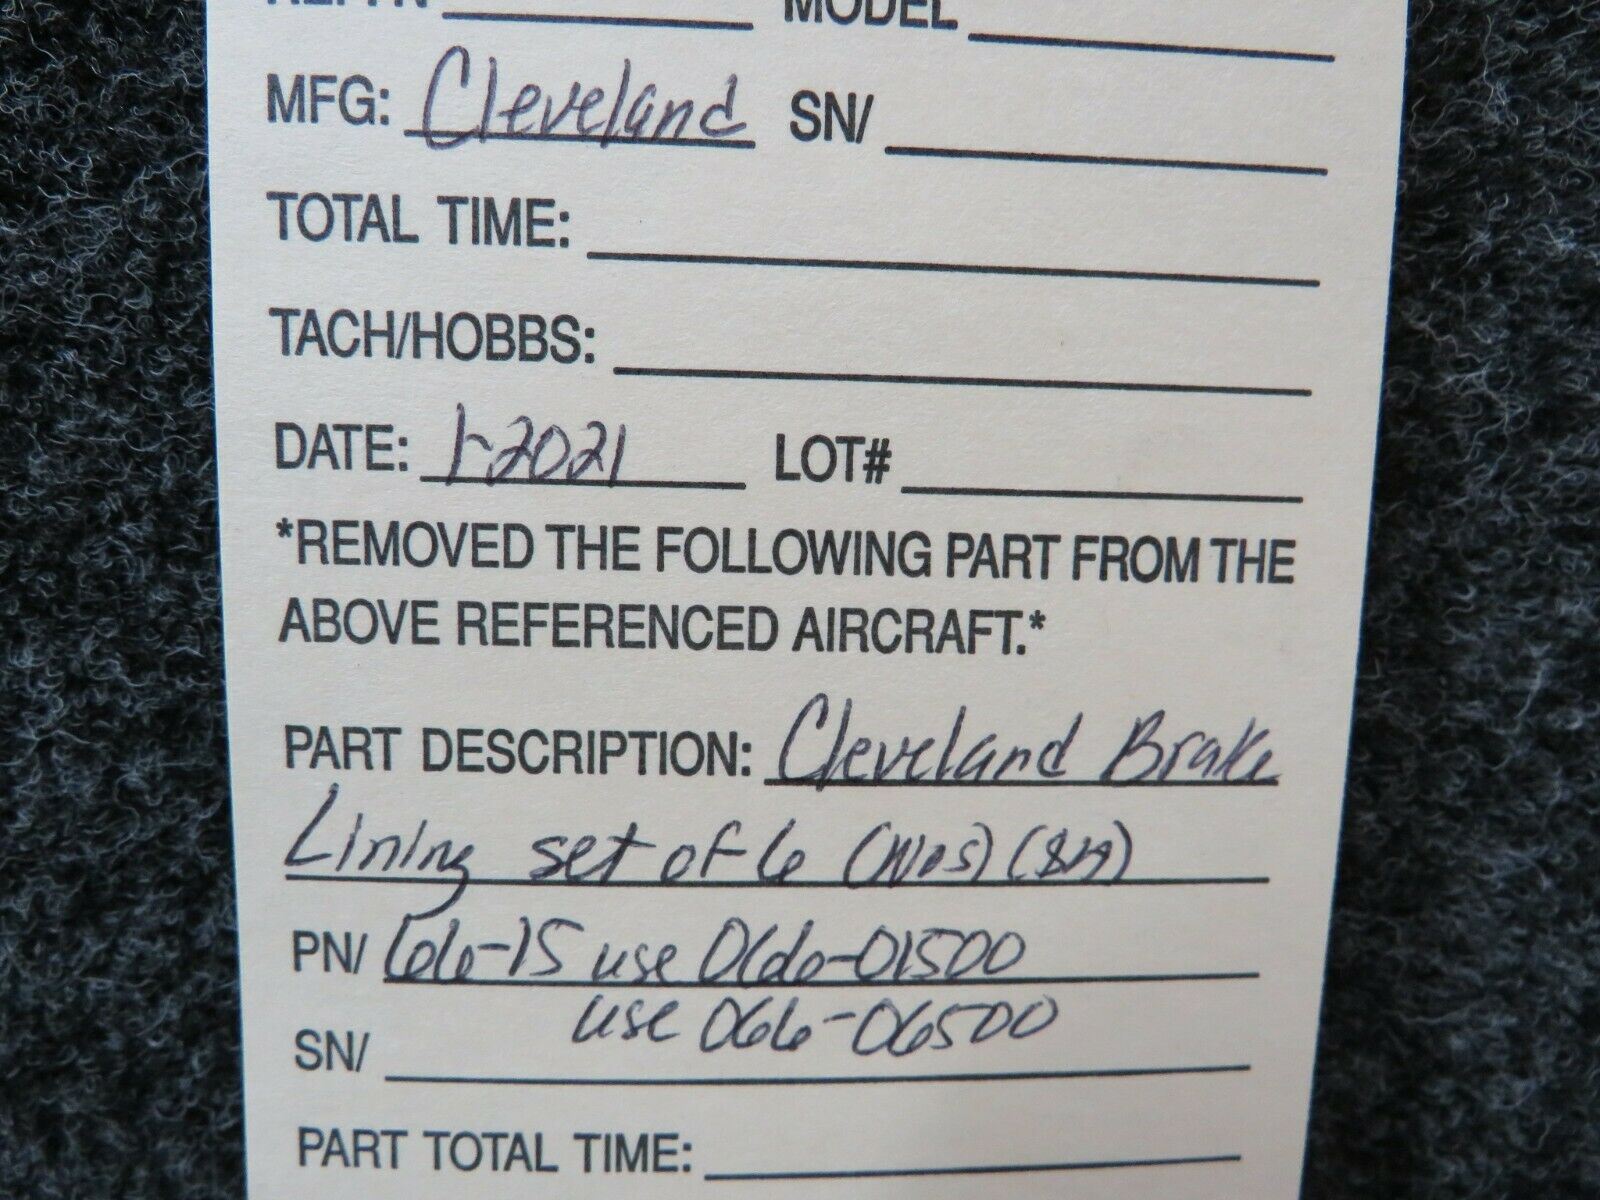 MODEL
MFG: Cleveland SN/
TOTAL TIME:
TACH/HOBBS:
DATE: 1-2021 LOT#
*REMOVED THE FOLLOWING PART FROM THE
ABOVE REFERENCED AIRCRAFT.*
PART DESCRIPTION: Cleveland Brake
Lining set of 6 (NOS)
PN/ 66-15 use 066-01500
use 066-06500
SN/
PART TOTAL TIME: